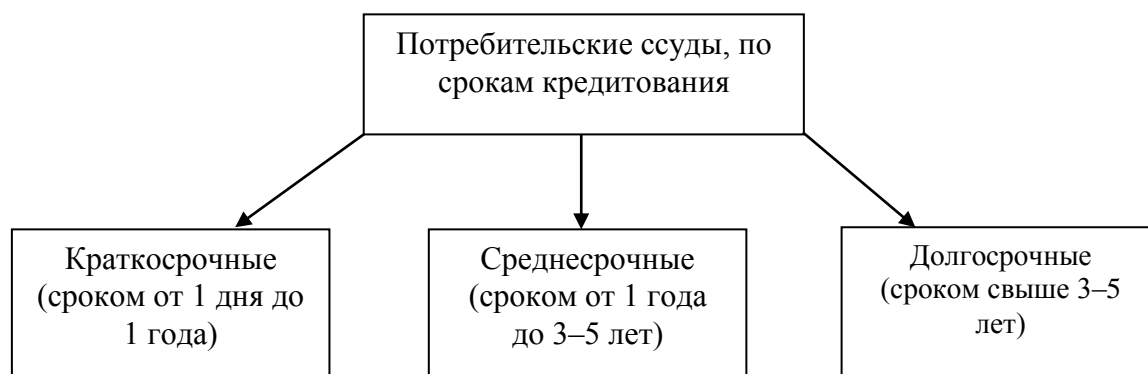 Потребительские ссуды, по
срокам кредитования
Краткосрочные
(сроком от 1 дня до
1 года)
Среднесрочные
(сроком от 1 года
до 3–5 лет)
Долгосрочные
(сроком свыше 3–5
лет)